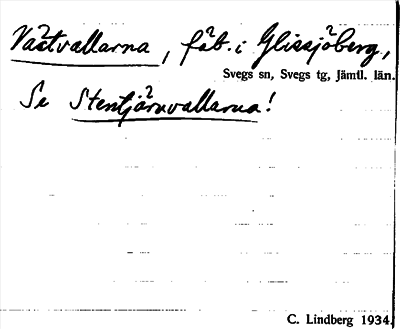 Västvallarna, fäb. i Glissjöberg,
Svegs sn, Svegs tg, Jämtl. län.
Se Stentjärnvallarna!
C. Lindberg 1934.